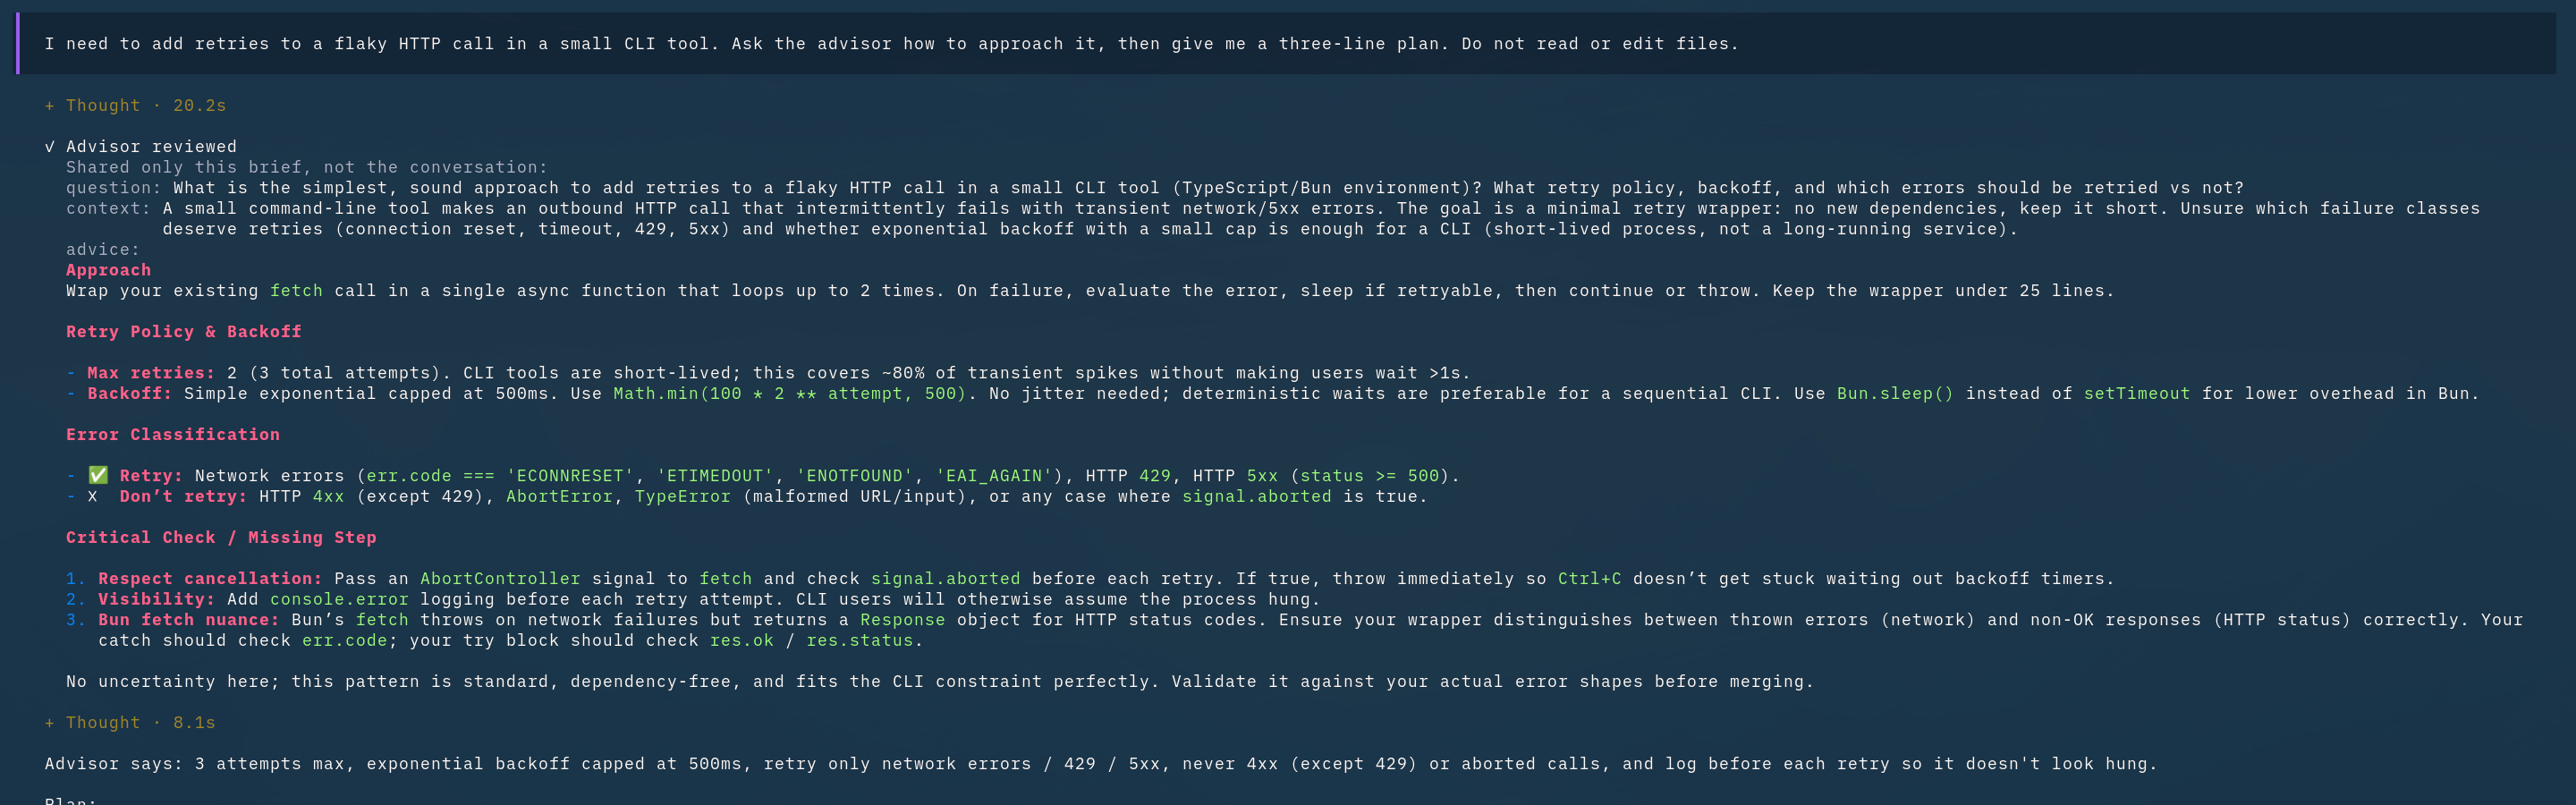 I need to add retries to a flaky HTTP call in a small CLI tool. Ask the advisor how to approach it, then give me a three-line plan. Do not read or edit files.
+ Thought · 20.2s
√ Advisor reviewed
Shared only this brief, not the conversation:
question: What is the simplest, sound approach to add retries to a flaky HTTP call in a small CLI tool (TypeScript/Bun environment)? What retry policy, backoff, and which errors should be retried vs not?
context: A small command-line tool makes an outbound HTTP call that intermittently fails with transient network/5xx errors. The goal is a minimal retry wrapper: no new dependencies, keep it short. Unsure which failure classes
deserve retries (connection reset, timeout, 429, 5xx) and whether exponential backoff with a small cap is enough for a CLI (short-lived process, not a long-running service).
advice:
Approach
Wrap your existing fetch call in a single async function that loops up to 2 times. On failure, evaluate the error, sleep if retryable, then continue or throw. Keep the wrapper under 25 lines.
Retry Policy & Backoff
- Max retries: 2 (3 total attempts). CLI tools are short-lived; this covers ~80% of transient spikes without making users wait >1s.
- Backoff: Simple exponential capped at 500ms. Use Math.min(100 * 2 ** attempt, 500). No jitter needed; deterministic waits are preferable for a sequential CLI. Use Bun.sleep() instead of setTimeout for lower overhead in Bun.
Error Classification
- ✅ Retry: Network errors (err.code === 'ECONNRESET', 'ETIMEDOUT', 'ENOTFOUND', 'EAI_AGAIN'), HTTP 429, HTTP 5xx (status >= 500).
- X Don’t retry: HTTP 4xx (except 429), AbortError, TypeError (malformed URL/input), or any case where signal.aborted is true.
Critical Check / Missing Step
1. Respect cancellation: Pass an AbortController signal to fetch and check signal.aborted before each retry. If true, throw immediately so Ctrl+C doesn’t get stuck waiting out backoff timers.
2. Visibility: Add console.error logging before each retry attempt. CLI users will otherwise assume the process hung.
3. Bun fetch nuance: Bun’s fetch throws on network failures but returns a Response object for HTTP status codes. Ensure your wrapper distinguishes between thrown errors (network) and non-OK responses (HTTP status) correctly. Your
catch should check err.code; your try block should check res.ok / res.status.
No uncertainty here; this pattern is standard, dependency-free, and fits the CLI constraint perfectly. Validate it against your actual error shapes before merging.
+ Thought · 8.1s
Advisor says: 3 attempts max, exponential backoff capped at 500ms, retry only network errors / 429 / 5xx, never 4xx (except 429) or aborted calls, and log before each retry so it doesn't look hung.
Plan: